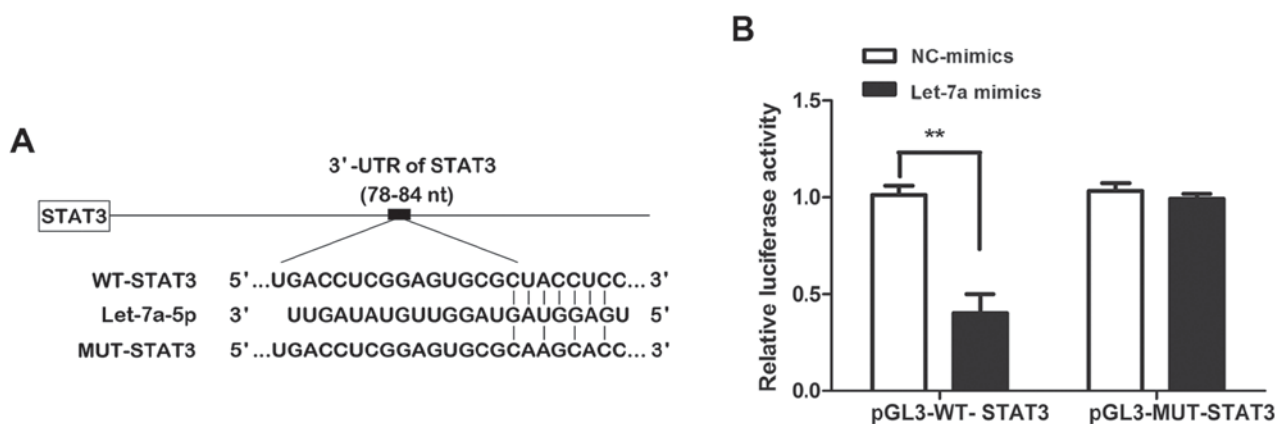 A
3'-UTR of STAT3
(78-84 nt)
STAT3
WT-STAT3 5'...UGACCUCGGAGUGCGCUACCUCC... 3'
Let-7a-5p 3' UUGAUAUGUUGGAUGAUGGAGU 5'
MUT-STAT3 5'...UGACCUCGGAGUGCGCAAGCACC... 3'
B
NC-mimics
Let-7a mimics
Relative luciferase activity
1.5
1.0
0.5
0.0
**
pGL3-WT- STAT3
pGL3-MUT-STAT3